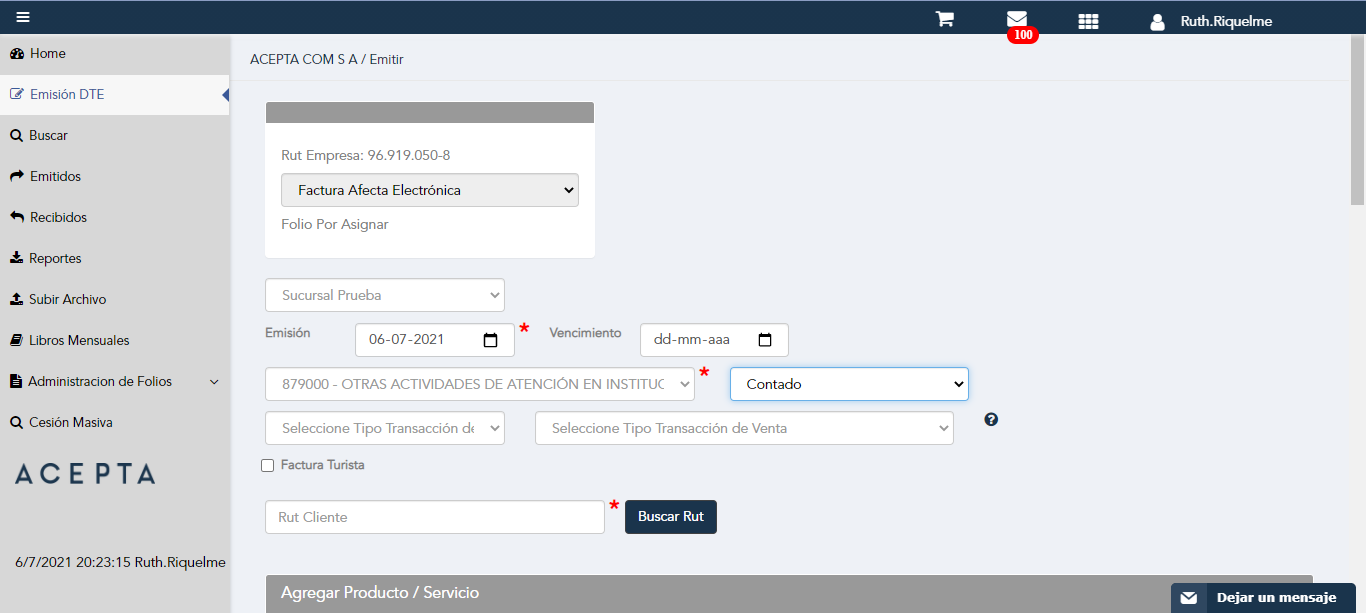 Ruth.Riquelme
100
Home
Emisión DTE
Buscar
Emitidos
Recibidos
Reportes
Subir Archivo
Libros Mensuales
Administracion de Folios
Cesión Masiva
ACEPTA
6/7/2021 20:23:15 Ruth.Riquelme
ACEPTA COM S A / Emitir
Rut Empresa: 96.919.050-8
Factura Afecta Electrónica
Folio Por Asignar
Sucursal Prueba
Emisión 06-07-2021 * Vencimiento dd-mm-aaa
879000 - OTRAS ACTIVIDADES DE ATENCIÓN EN INSTITUC * Contado
Seleccione Tipo Transacción de Seleccione Tipo Transacción de Venta ?
Factura Turista
Rut Cliente * Buscar Rut
Agregar Producto / Servicio
Dejar un mensaje